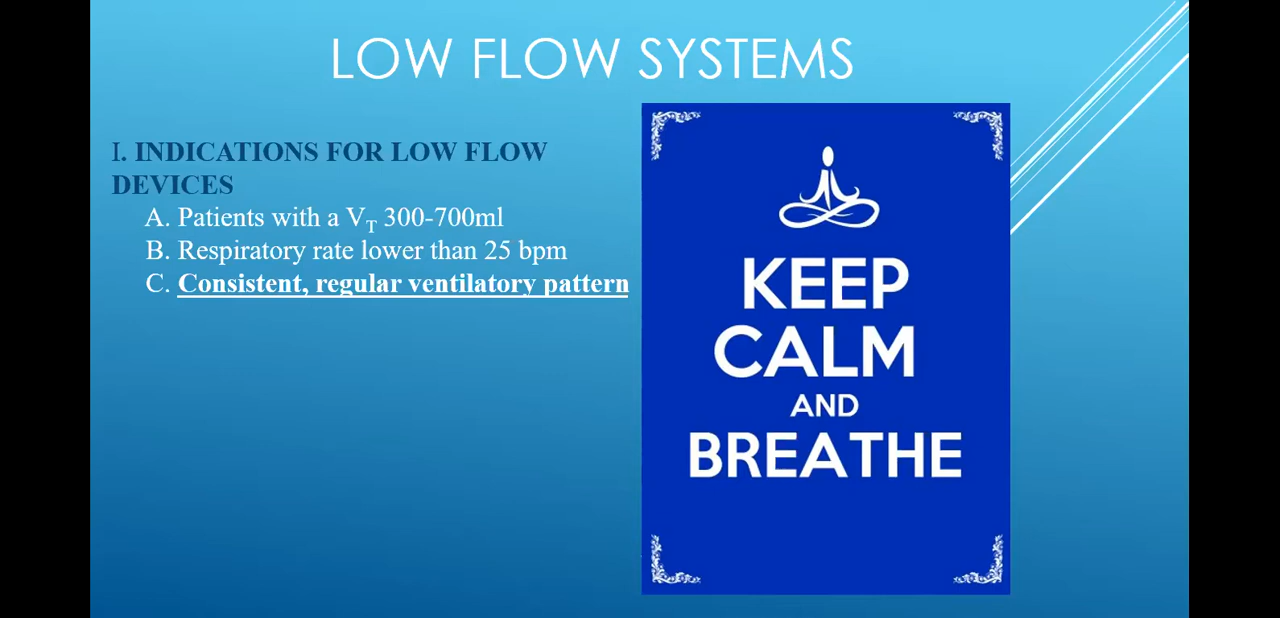 LOW FLOW SYSTEMS
I. INDICATIONS FOR LOW FLOW
DEVICES
A. Patients with a VT 300-700ml
B. Respiratory rate lower than 25 bpm
C. Consistent, regular ventilatory pattern
KEEP
CALM
AND
BREATHE